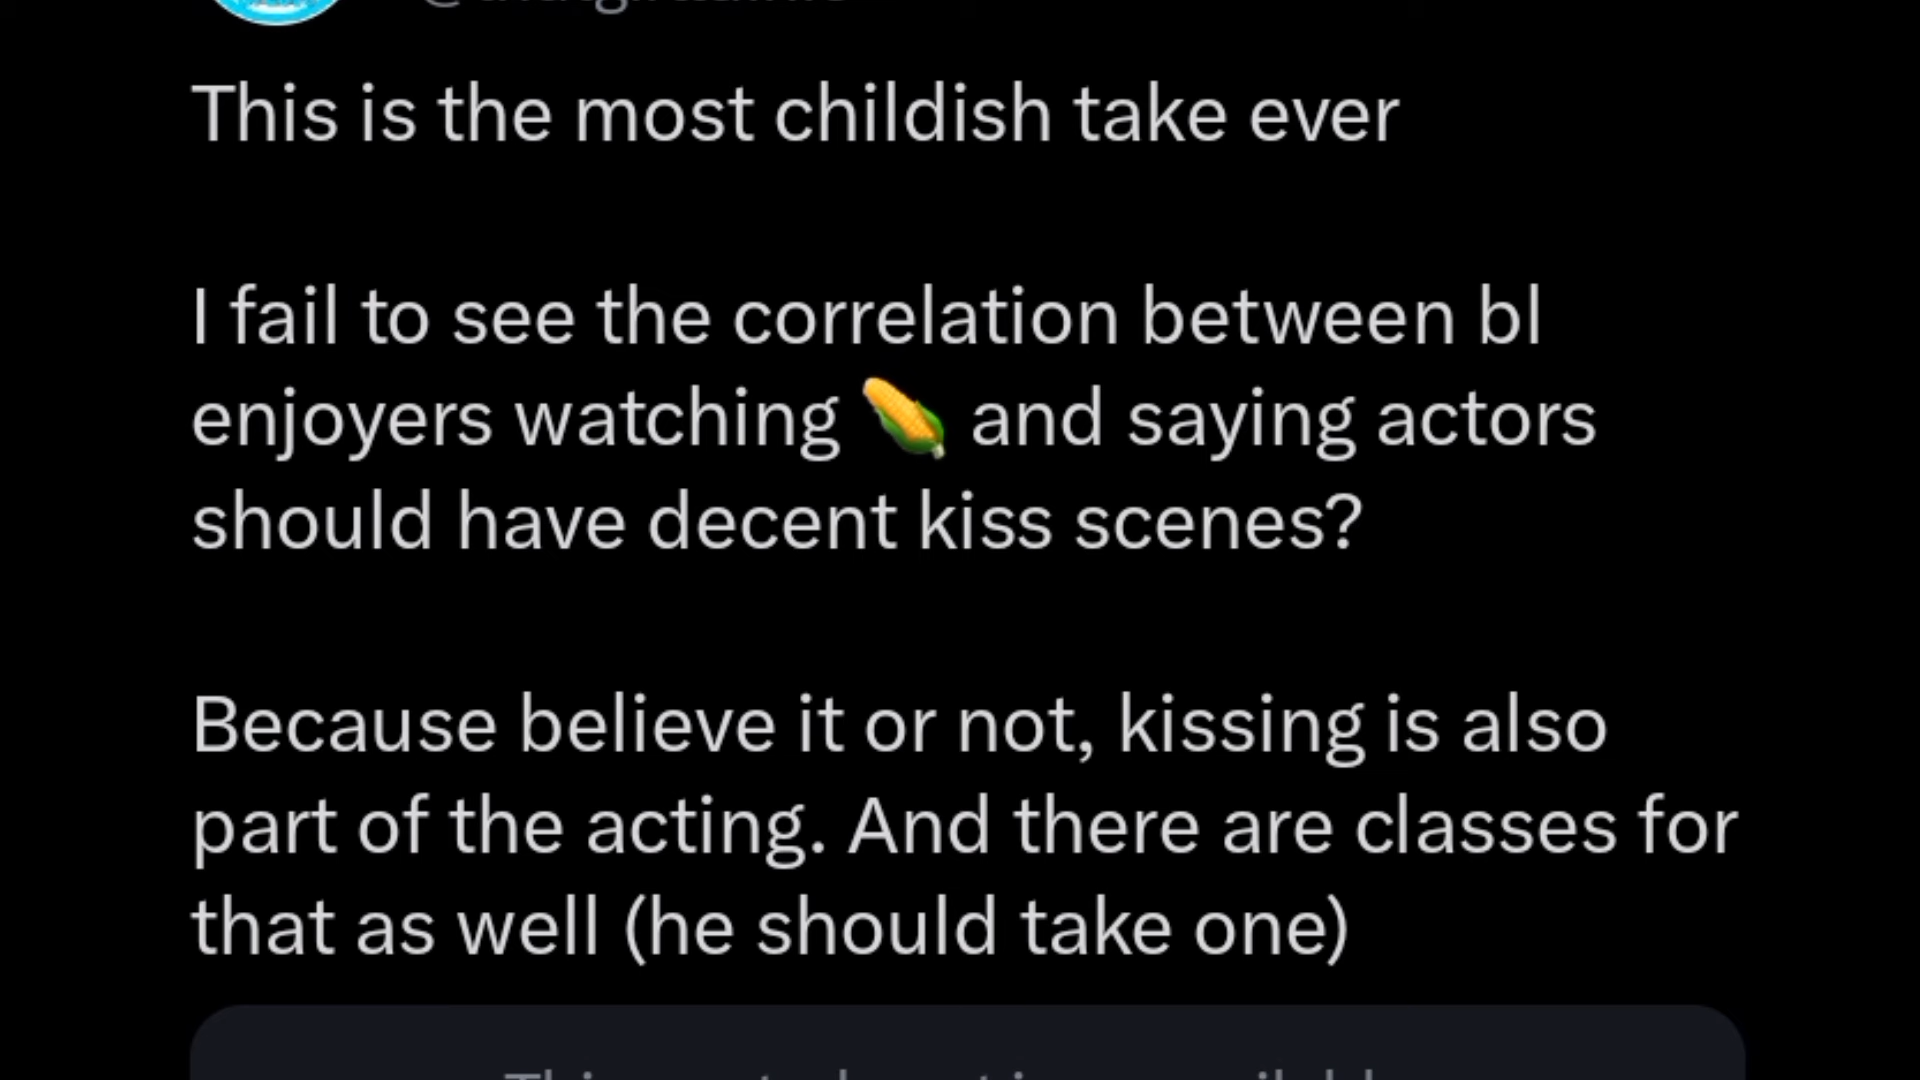 This is the most childish take ever
I fail to see the correlation between bl
enjoyers watching 🌽 and saying actors
should have decent kiss scenes?
Because believe it or not, kissing is also
part of the acting. And there are classes for
that as well (he should take one)